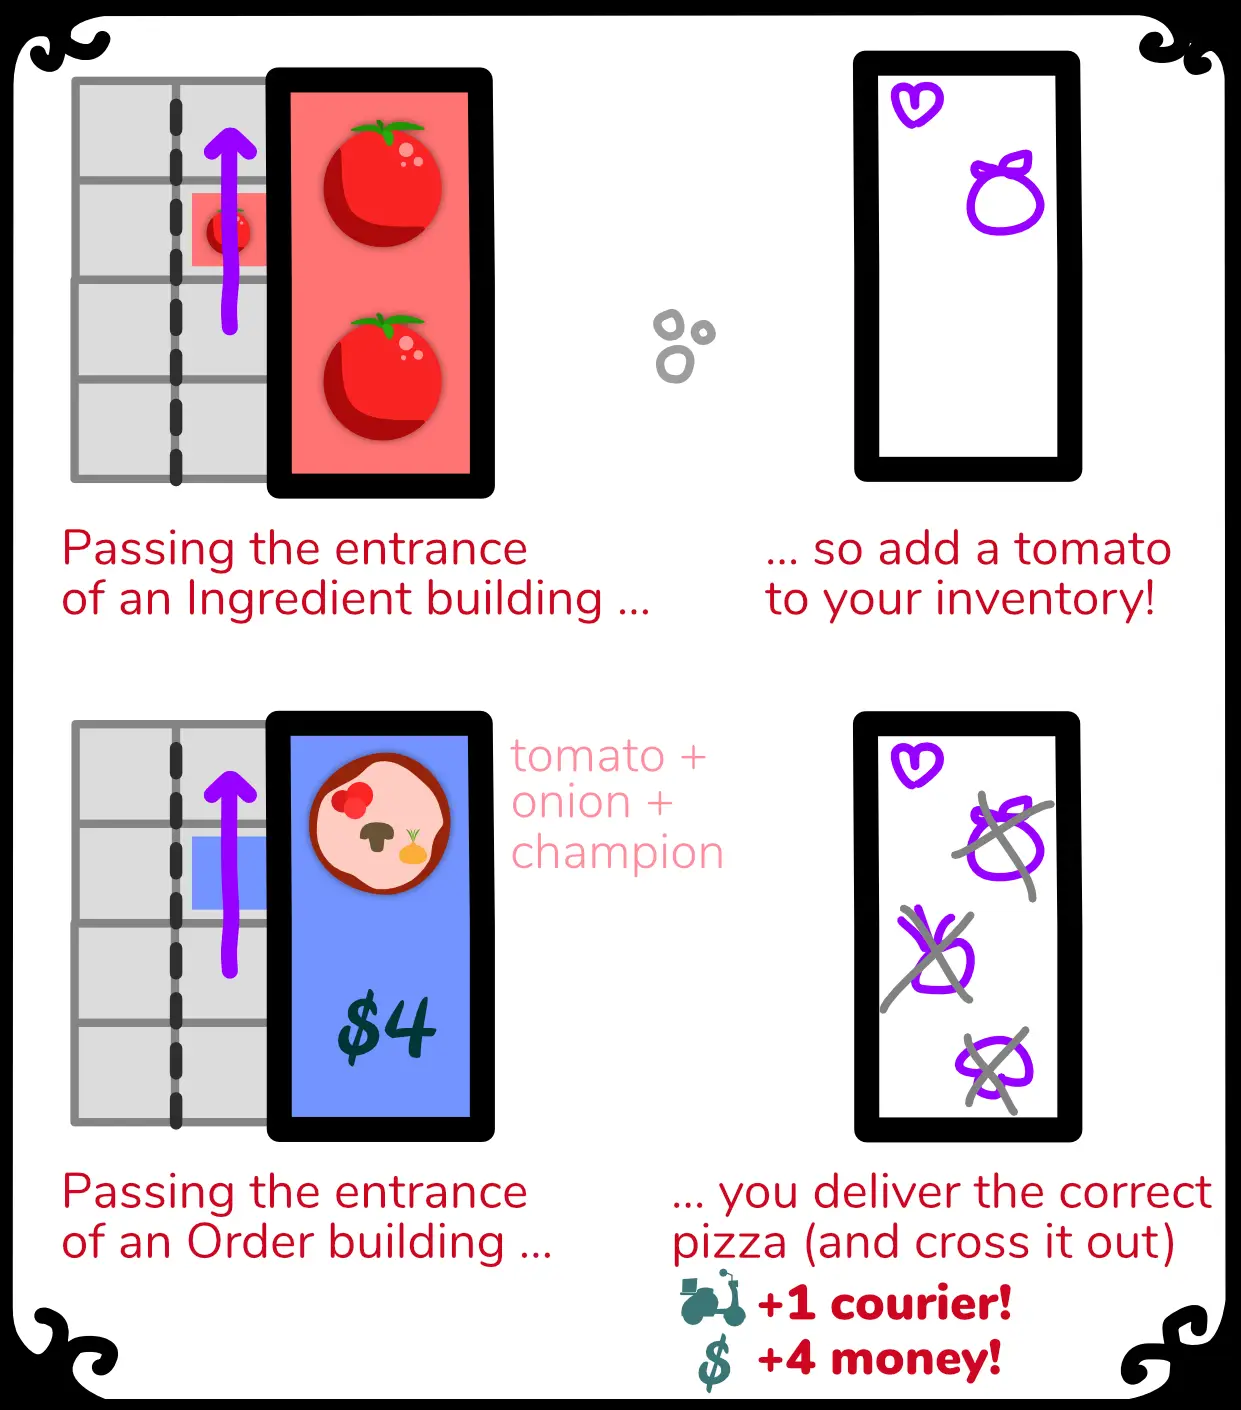 Passing the entrance
of an Ingredient building ...
... so add a tomato
to your inventory!
tomato +
onion +
champion
$4
Passing the entrance
of an Order building ...
... you deliver the correct
pizza (and cross it out)
+1 courier!
$ +4 money!